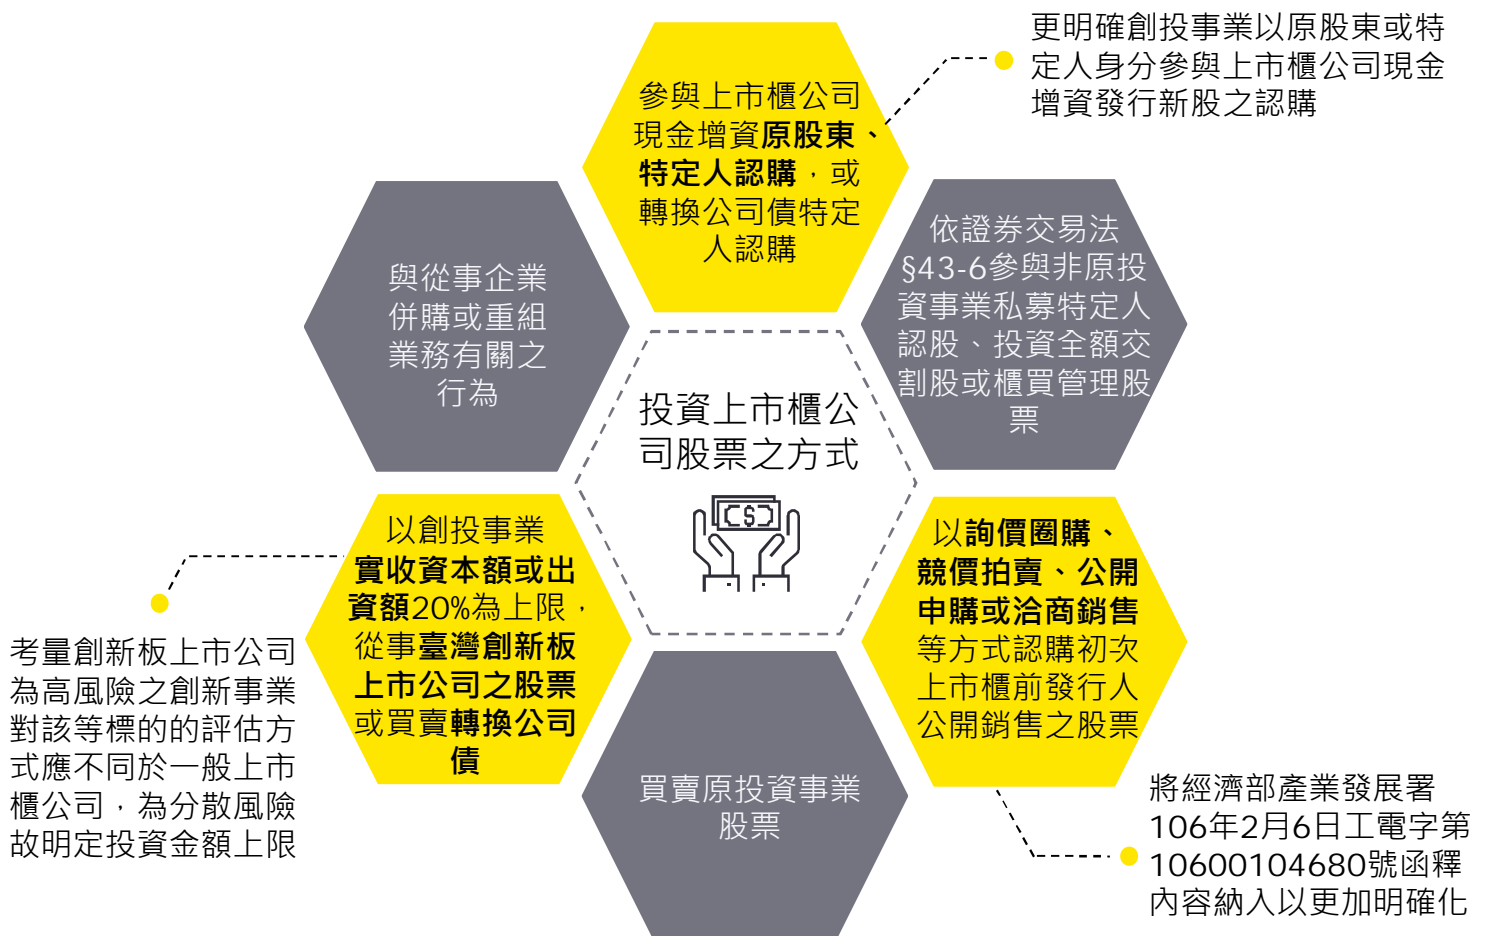 更明確創投事業以原股東或特
定人身分參與上市櫃公司現金
增資發行新股之認購
參與上市櫃公司
現金增資原股東、
特定人認購，或
轉換公司債特定
人認購
依證券交易法
§43-6參與非原投
資事業私募特定人
認股、投資全額交
割股或櫃買管理股
票
與從事企業
併購或重組
業務有關之
行為
投資上市櫃公
司股票之方式
以創投事業
實收資本額或出
資額20%為上限，
從事臺灣創新板
上市公司之股票
或買賣轉換公司
債
以詢價圈購、
競價拍賣、公開
申購或洽商銷售
等方式認購初次
上市櫃前發行人
公開銷售之股票
考量創新板上市公司
為高風險之創新事業
對該等標的的評估方
式應不同於一般上市
櫃公司，為分散風險
故明定投資金額上限
買賣原投資事業
股票
將經濟部產業發展署
106年2月6日工電字第
10600104680號函釋
內容納入以更加明確化